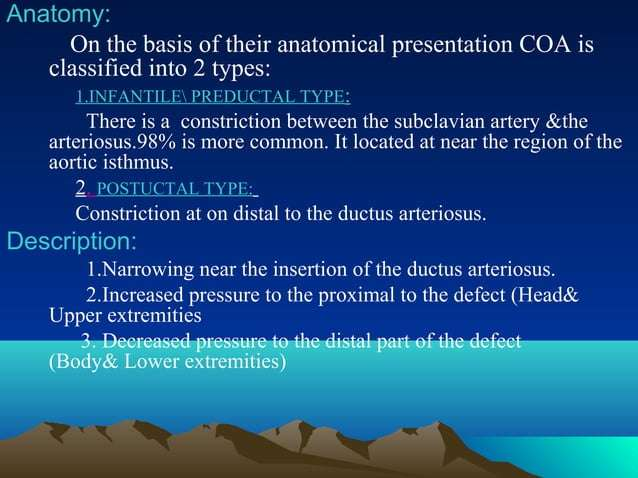 Anatomy:
On the basis of their anatomical presentation COA is
classified into 2 types:
1.INFANTILE\ PREDUCTAL TYPE:
There is a constriction between the subclavian artery &the
arteriosus.98% is more common. It located at near the region of the
aortic isthmus.
2. POSTUCTAL TYPE:
Constriction at on distal to the ductus arteriosus.
Description:
1.Narrowing near the insertion of the ductus arteriosus.
2.Increased pressure to the proximal to the defect (Head&
Upper extremities
3. Decreased pressure to the distal part of the defect
(Body& Lower extremities)